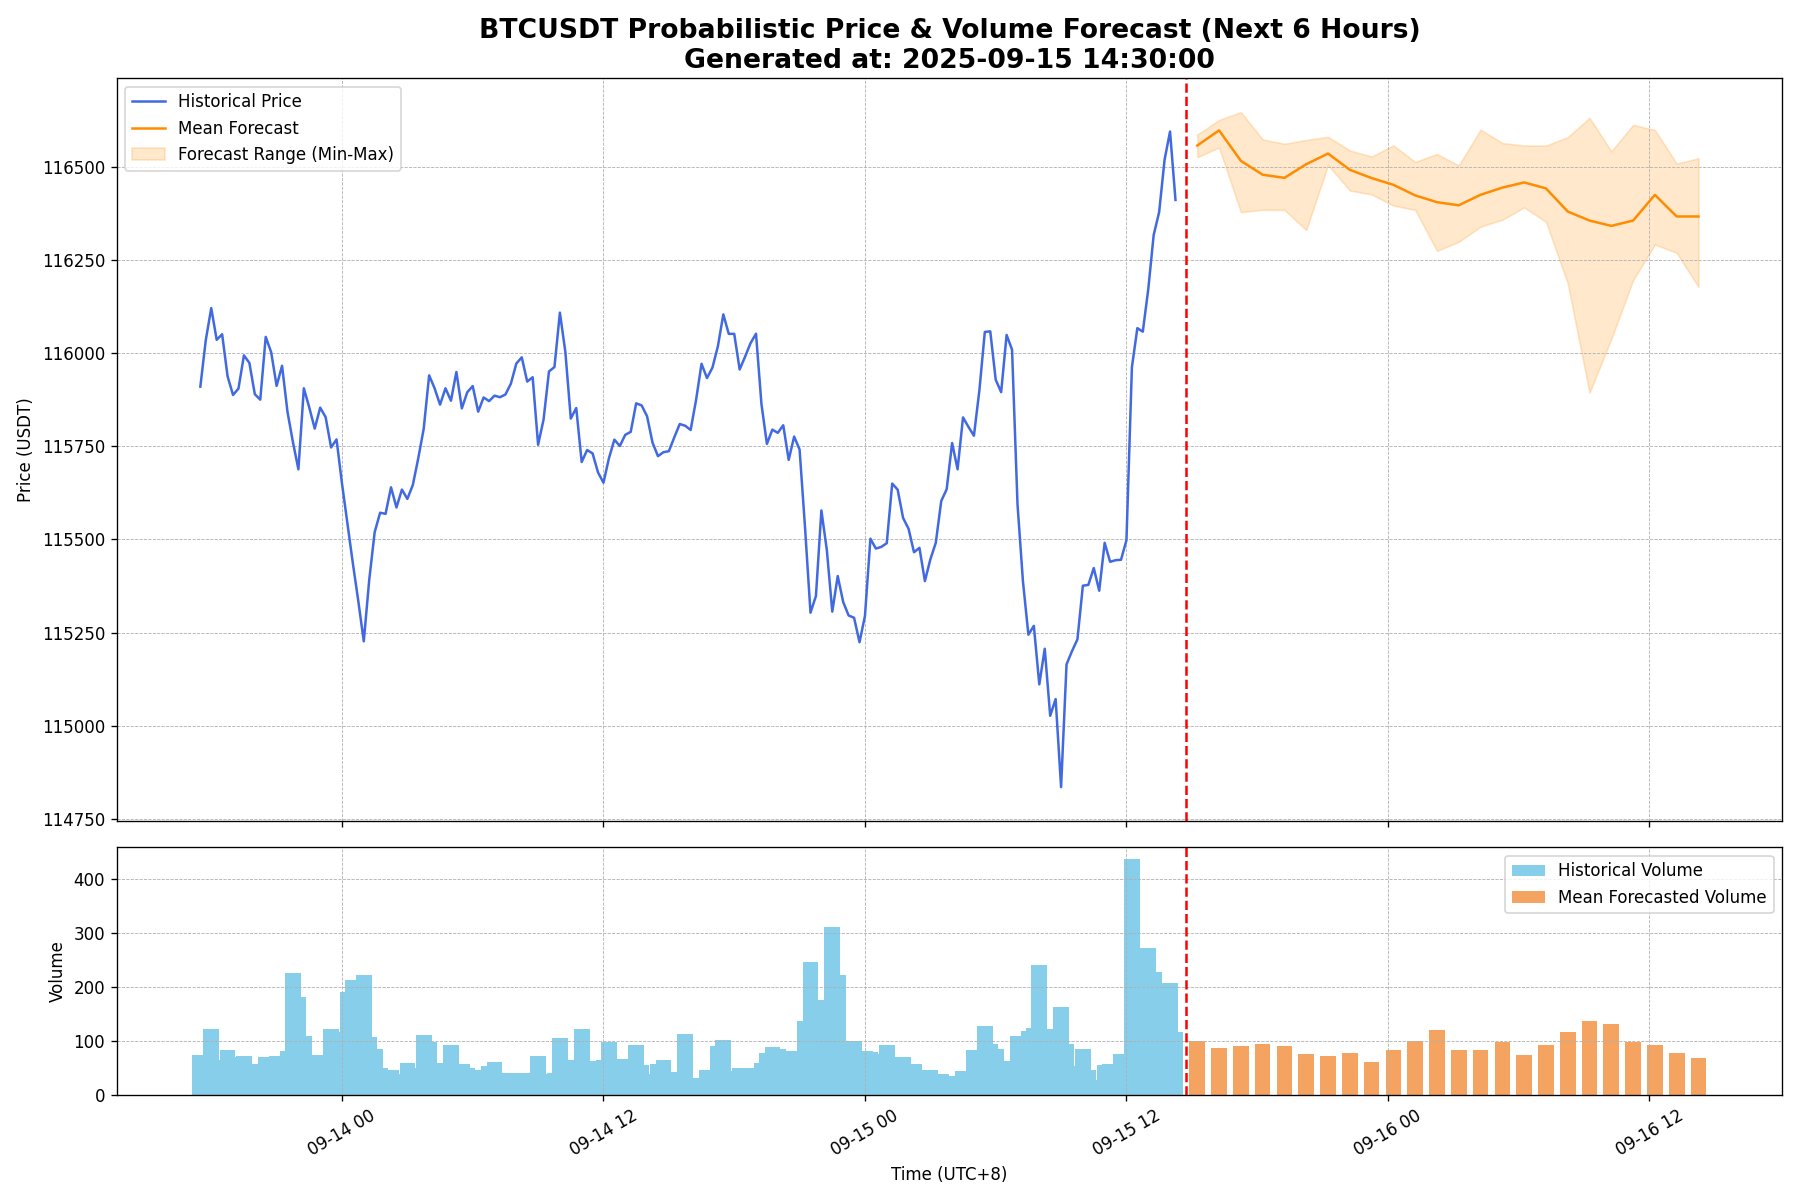 BTCUSDT Probabilistic Price & Volume Forecast (Next 6 Hours)
Generated at: 2025-09-15 14:30:00
Historical Price
Mean Forecast
Forecast Range (Min-Max)
Price (USDT)
116500
116250
116000
115750
115500
115250
115000
114750
Historical Volume
Mean Forecasted Volume
Volume
400
300
200
100
0
09-14 00
09-14 12
09-15 00
09-15 12
09-16 00
09-16 12
Time (UTC+8)